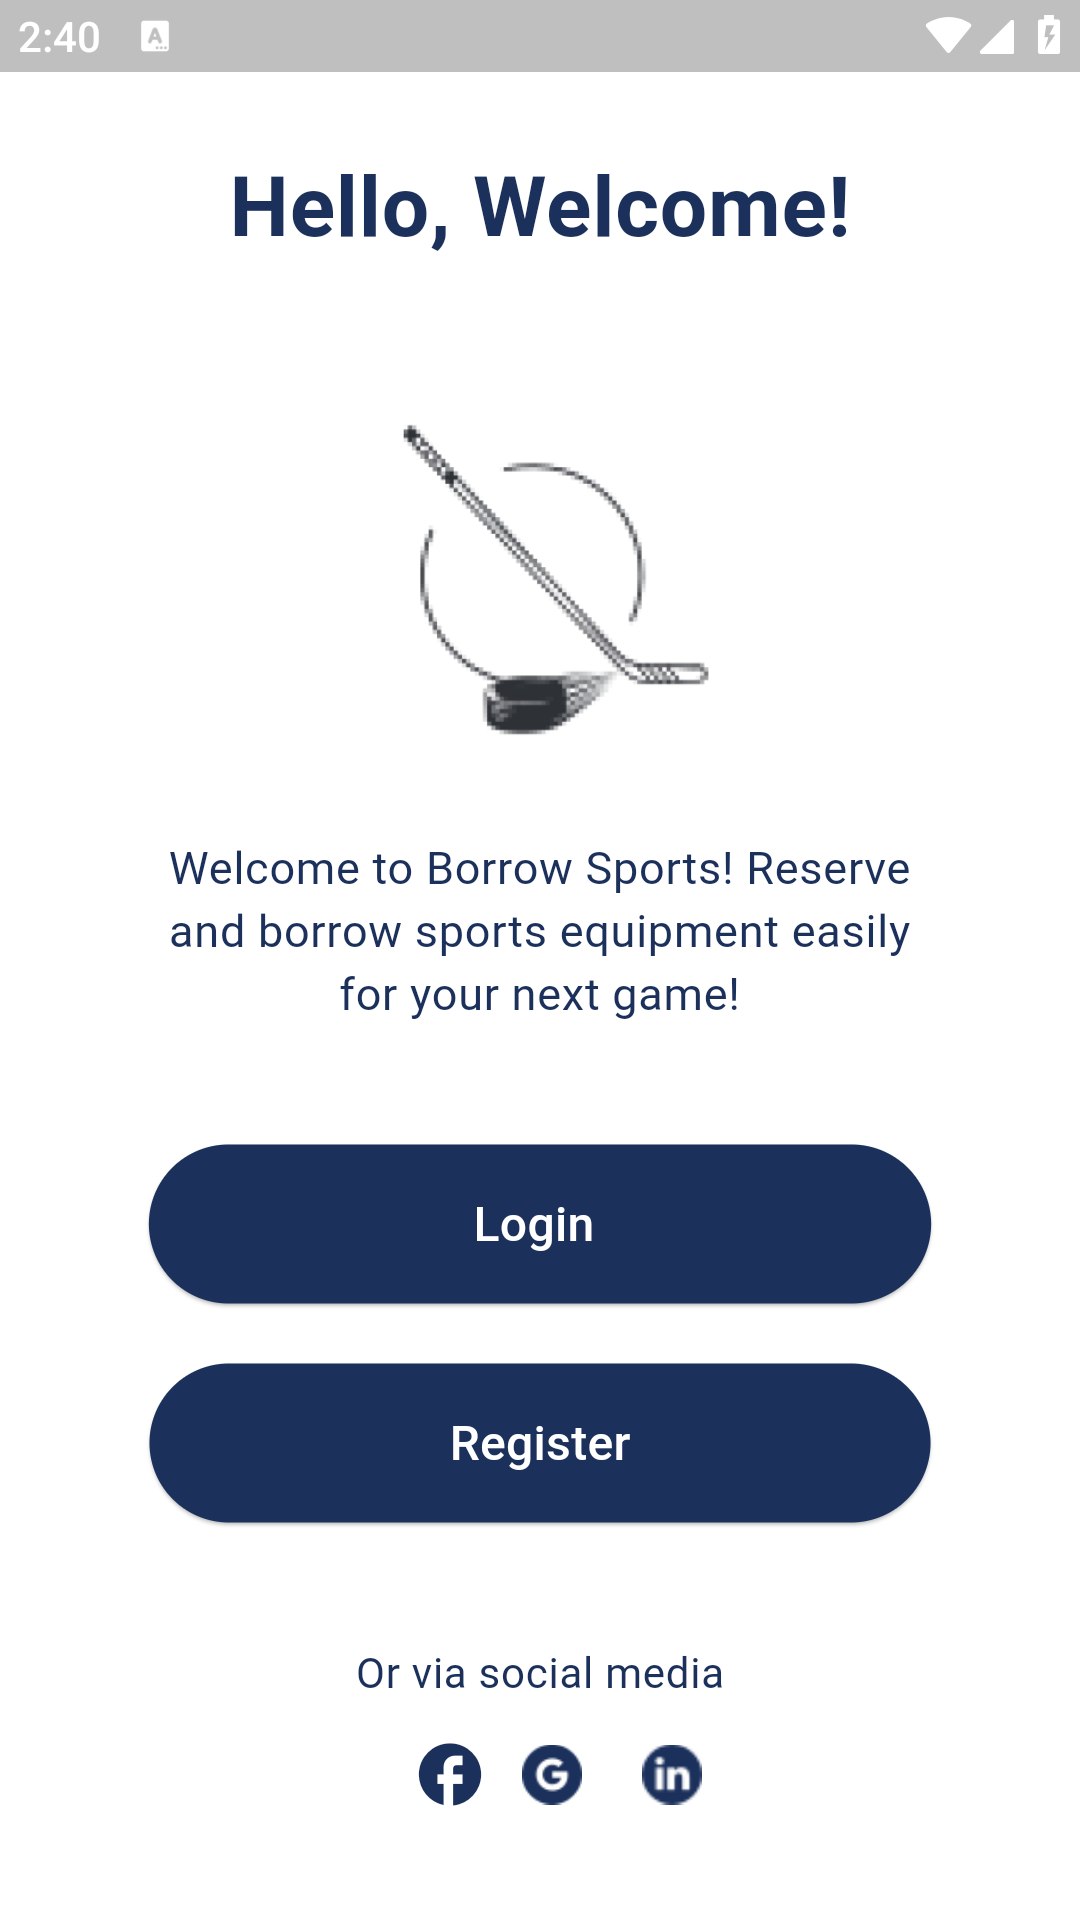 2:40
A
Hello, Welcome!
Welcome to Borrow Sports! Reserve
and borrow sports equipment easily
for your next game!
Login
Register
Or via social media
f G in